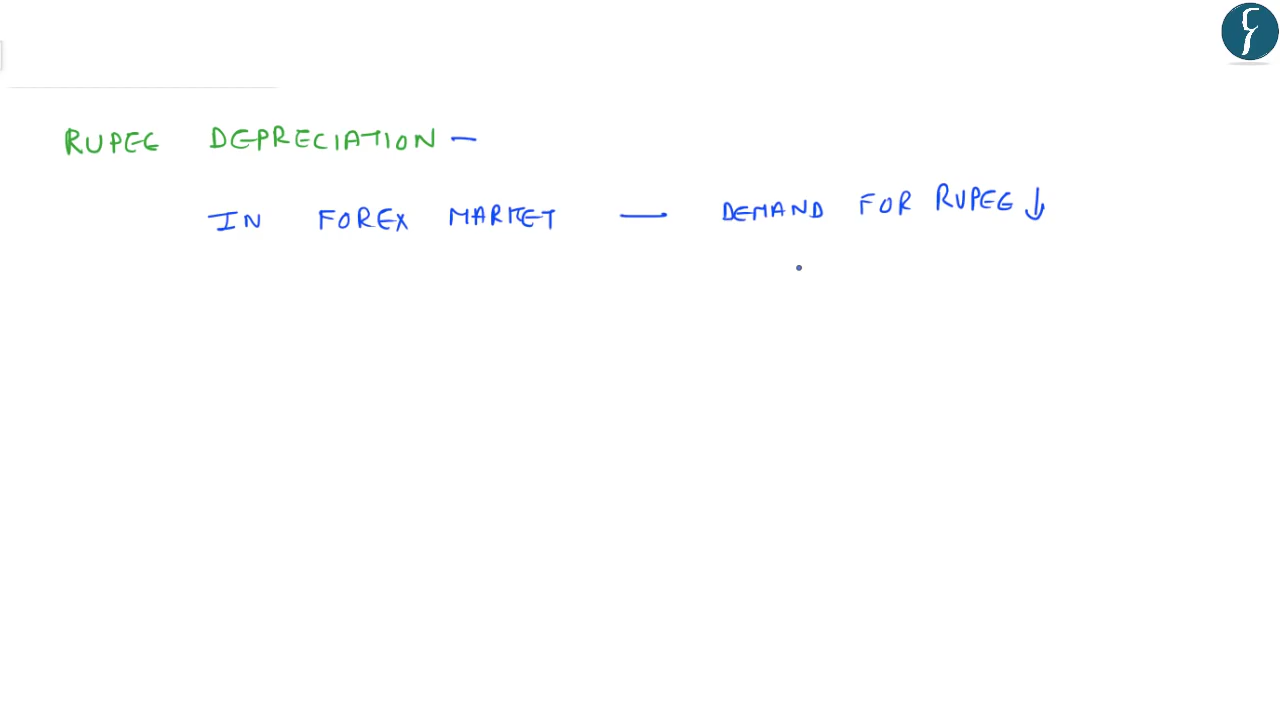 RUPEE DEPRECIATION —
IN FOREX MARKET — DEMAND FOR RUPEE ↓